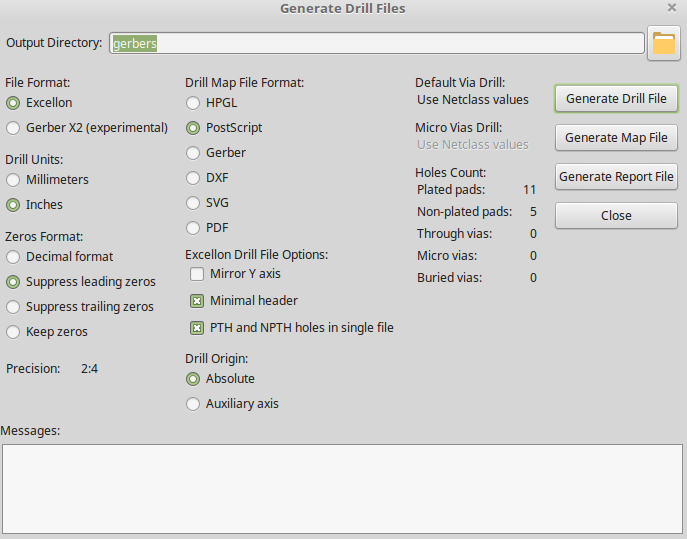 Generate Drill Files
Output Directory: gerbers
File Format:
Excellon
Gerber X2 (experimental)
Drill Units:
Millimeters
Inches
Zeros Format:
Decimal format
Suppress leading zeros
Suppress trailing zeros
Keep zeros
Precision: 2:4
Drill Map File Format:
HPGL
PostScript
Gerber
DXF
SVG
PDF
Excellon Drill File Options:
Mirror Y axis
Minimal header
PTH and NPTH holes in single file
Drill Origin:
Absolute
Auxiliary axis
Default Via Drill:
Use Netclass values
Micro Vias Drill:
Use Netclass values
Holes Count:
Plated pads: 11
Non-plated pads: 5
Through vias: 0
Micro vias: 0
Buried vias: 0
Generate Drill File
Generate Map File
Generate Report File
Close
Messages: